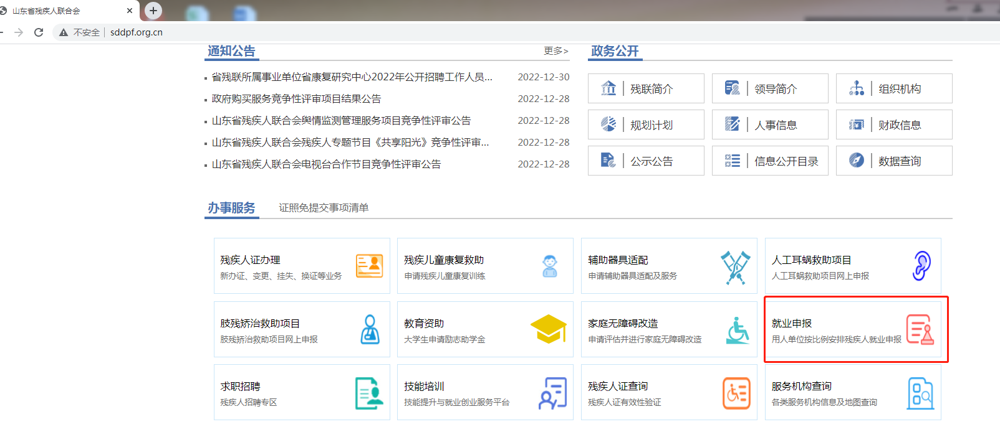 山东省残疾人联合会
不安全 sddpf.org.cn
通知公告 更多>
省残联所属事业单位省康复研究中心2022年公开招聘工作人员... 2022-12-30
政府购买服务竞争性评审项目结果公告 2022-12-28
山东省残疾人联合会舆情监测管理服务项目竞争性评审公告 2022-12-28
山东省残疾人联合会残疾人专题节目《共享阳光》竞争性评审... 2022-12-28
山东省残疾人联合会电视台合作节目竞争性评审公告 2022-12-28
政务公开
残联简介 领导简介 组织机构
规划计划 人事信息 财政信息
公示公告 信息公开目录 数据查询
办事服务 证照免提交事项清单
残疾人证办理
新办证、变更、挂失、换证等业务
残疾儿童康复救助
申请残疾儿童康复训练
辅助器具适配
申请辅助器具适配及服务
人工耳蜗救助项目
人工耳蜗救助项目网上申报
肢残矫治救助项目
肢残矫治救助项目网上申报
教育资助
大学生申请励志助学金
家庭无障碍改造
申请评估并进行家庭无障碍改造
就业申报
用人单位按比例安排残疾人就业申报
求职招聘
残疾人招聘专区
技能培训
技能提升与就业创业服务平台
残疾人证查询
残疾人证有效性验证
服务机构查询
各类服务机构信息及地图查询